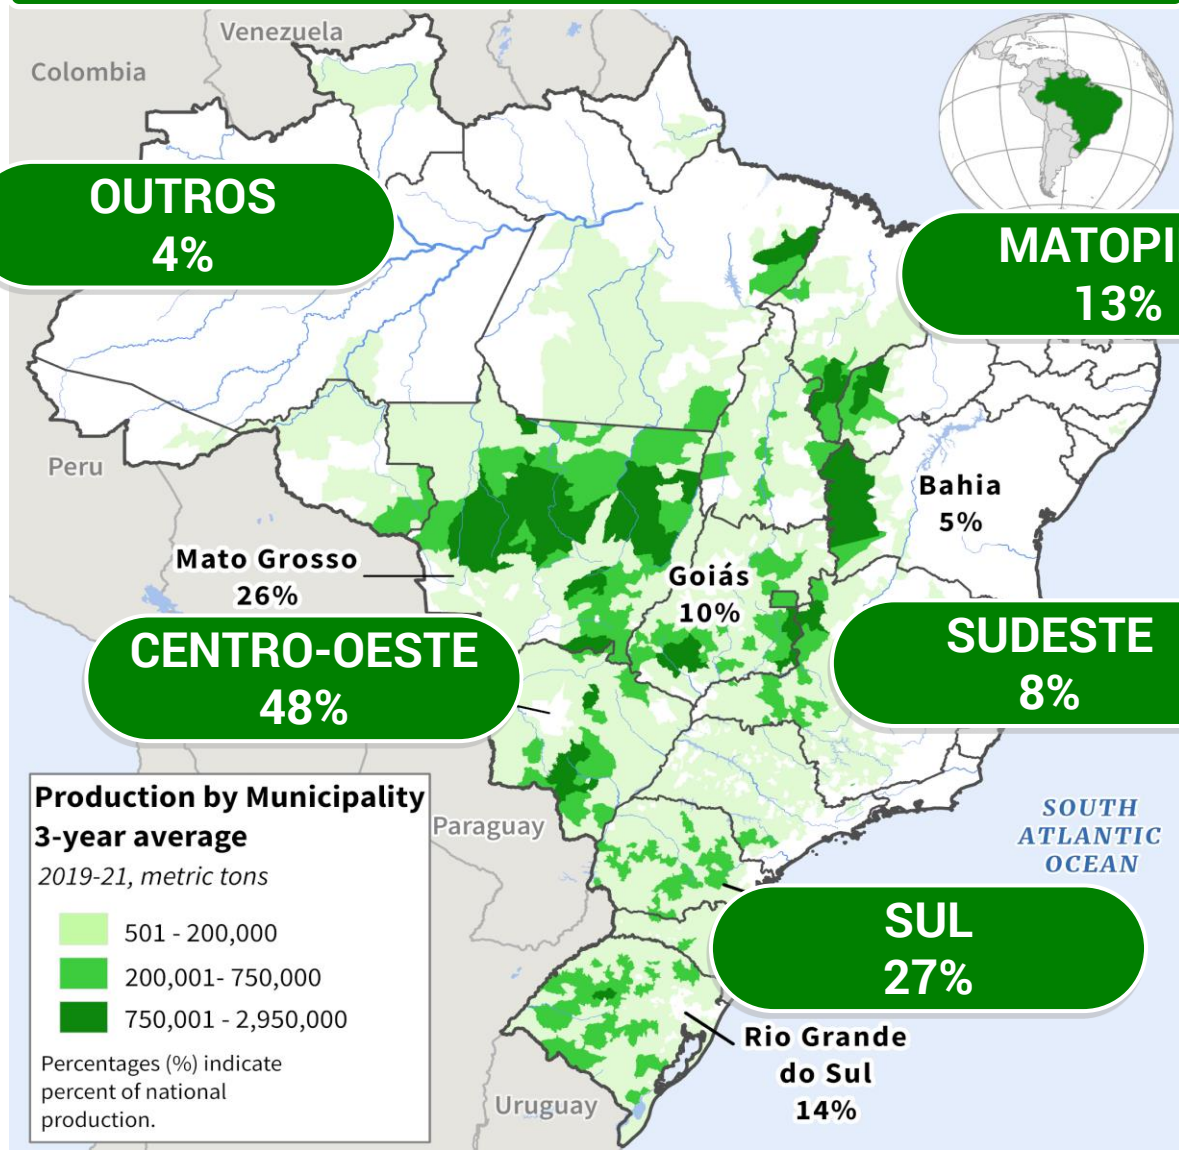 Venezuela
Colombia
OUTROS
4%
MATOPI
13%
Peru
Bahia
5%
Mato Grosso
26%
Goiás
10%
CENTRO-OESTE
48%
SUDESTE
8%
Production by Municipality
3-year average
2019-21, metric tons
501 - 200,000
200,001- 750,000
750,001 - 2,950,000
Percentages (%) indicate
percent of national
production.
Paraguay
SOUTH
ATLANTIC
OCEAN
SUL
27%
Rio Grande
do Sul
14%
Uruguay